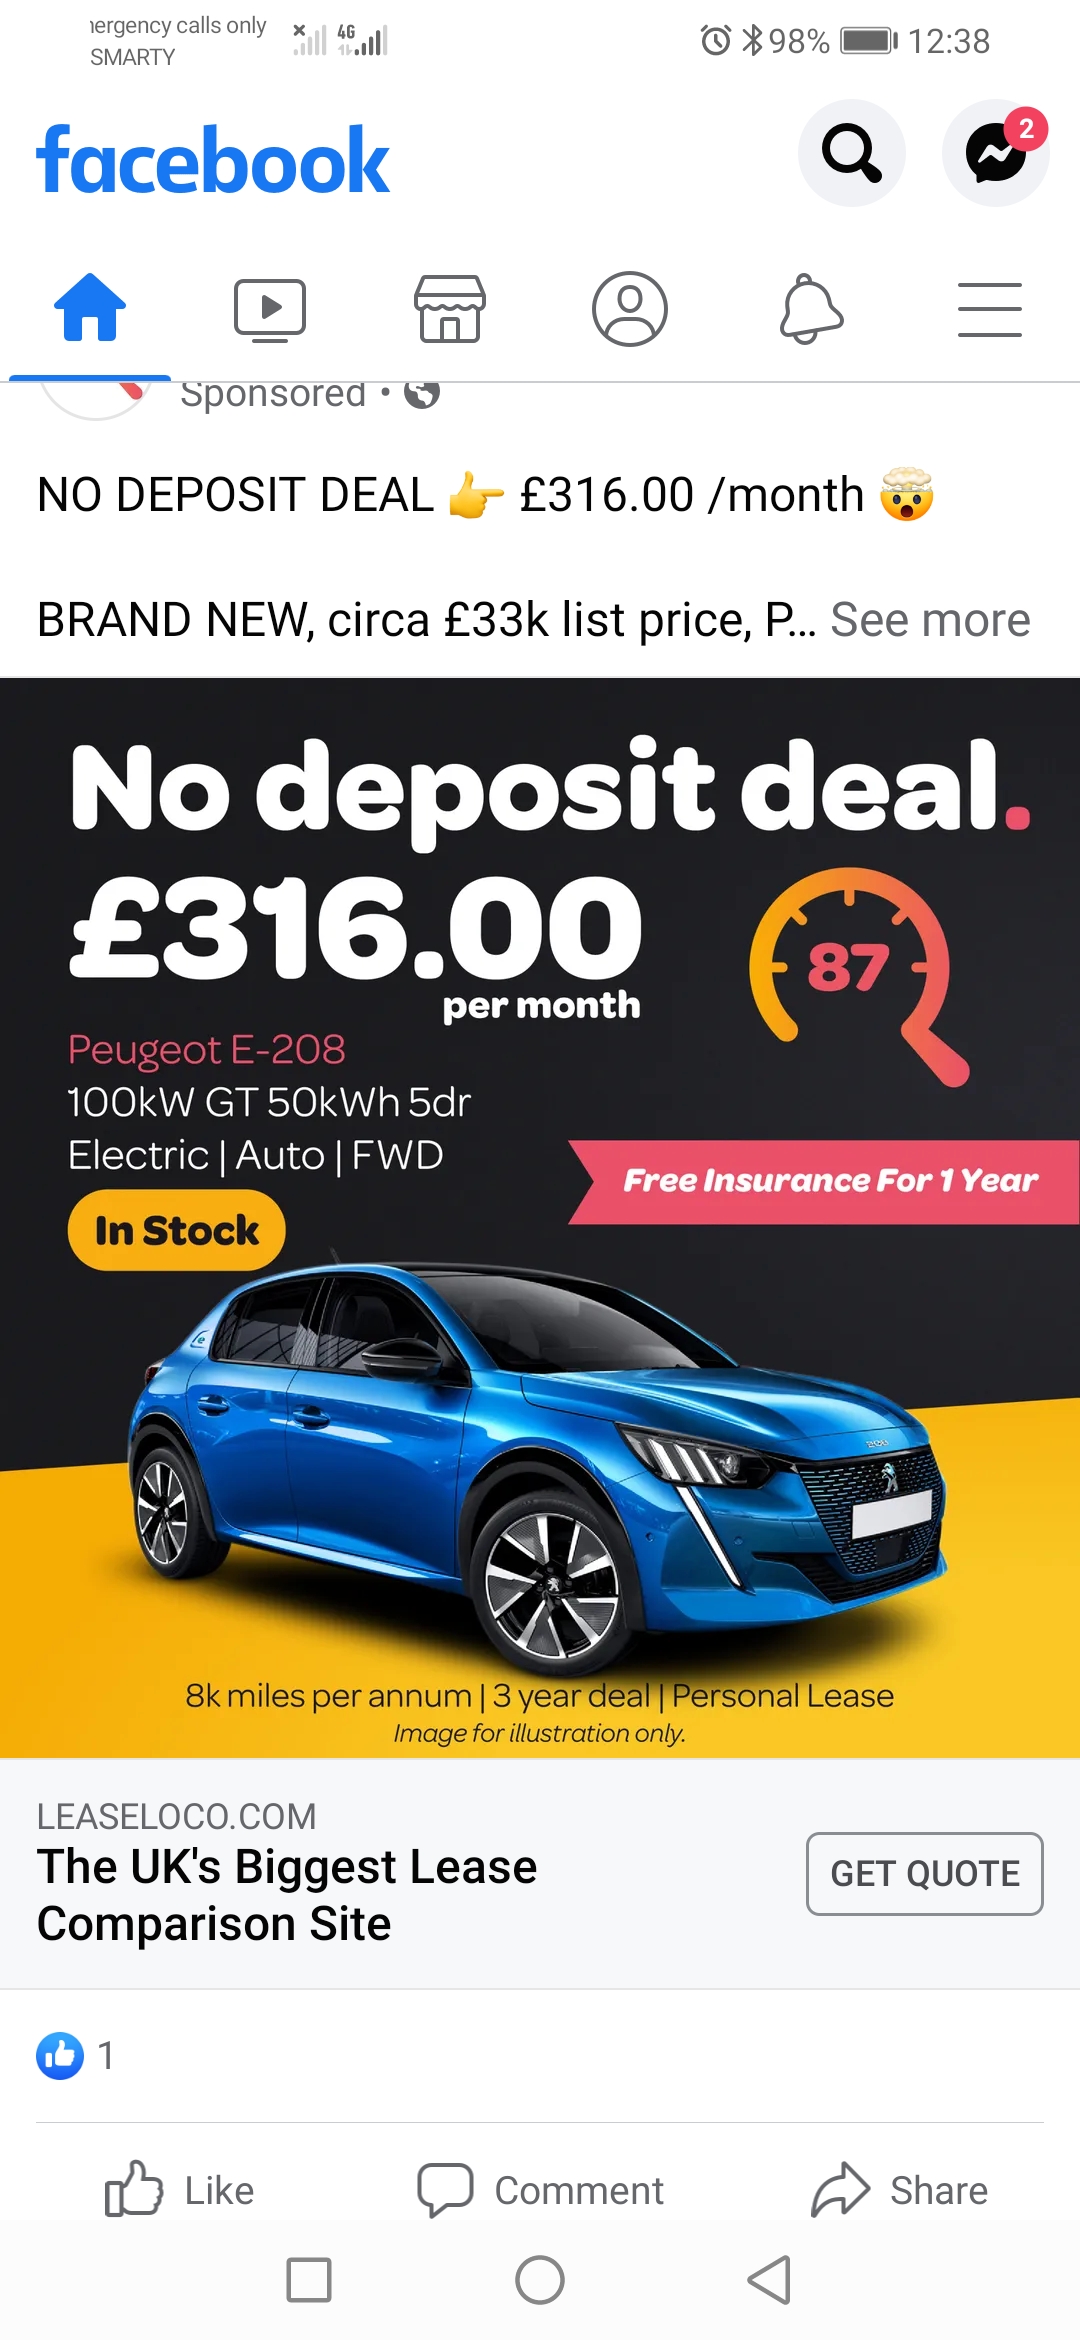 ergency calls only
SMARTY
4G
98%
12:38
facebook
2
Sponsored •
NO DEPOSIT DEAL 👉 £316.00 /month 🤯
BRAND NEW, circa £33k list price, P... See more
No deposit deal.
£316.00
per month
87
Peugeot E-208
100kW GT 50kWh 5dr
Electric | Auto | FWD
Free Insurance For 1 Year
In Stock
8k miles per annum | 3 year deal | Personal Lease
Image for illustration only.
LEASELOCO.COM
The UK's Biggest Lease
Comparison Site
GET QUOTE
1
Like
Comment
Share